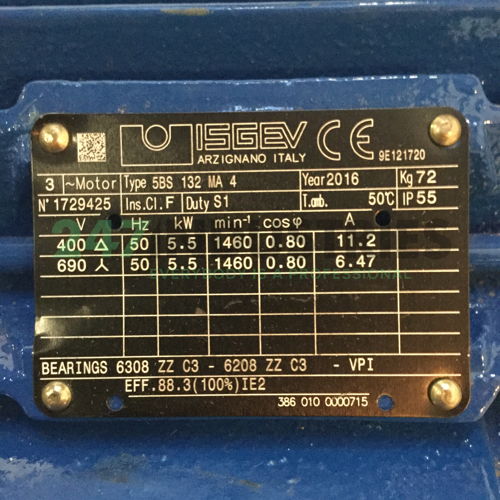 ISGEV CE
ARZIGNANO ITALY 9E121720
3 ~Motor Type 5BS 132 MA 4 Year 2016 Kg 72
N° 1729425 Ins.Cl.F Duty S1 T.amb. 50°C IP 55
V Hz kW min⁻¹ cosφ A
400 Δ 50 5.5 1460 0.80 11.2
690 Y 50 5.5 1460 0.80 6.47
BEARINGS 6308 ZZ C3 - 6208 ZZ C3 - VPI
EFF.88.3(100%)IE2
386 010 0000715